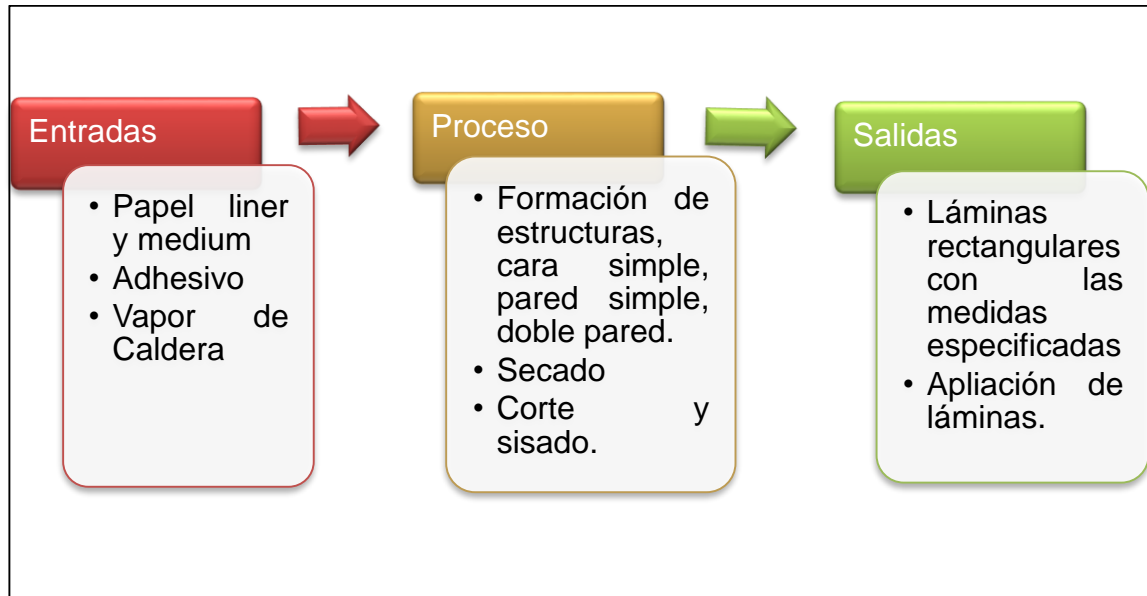 Entradas
• Papel liner
y medium
• Adhesivo
• Vapor de
Caldera
Proceso
• Formación de
estructuras,
cara simple,
pared simple,
doble pared.
• Secado
• Corte y
sisado.
Salidas
• Láminas
rectangulares
con las
medidas
especificadas
• Apliación de
láminas.